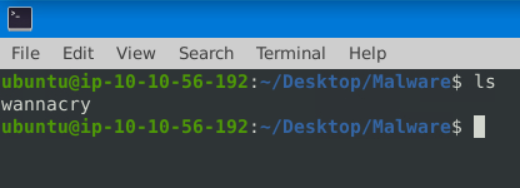 File Edit View Search Terminal Help
ubuntu@ip-10-10-56-192:~/Desktop/Malware$ ls
wannacry
ubuntu@ip-10-10-56-192:~/Desktop/Malware$